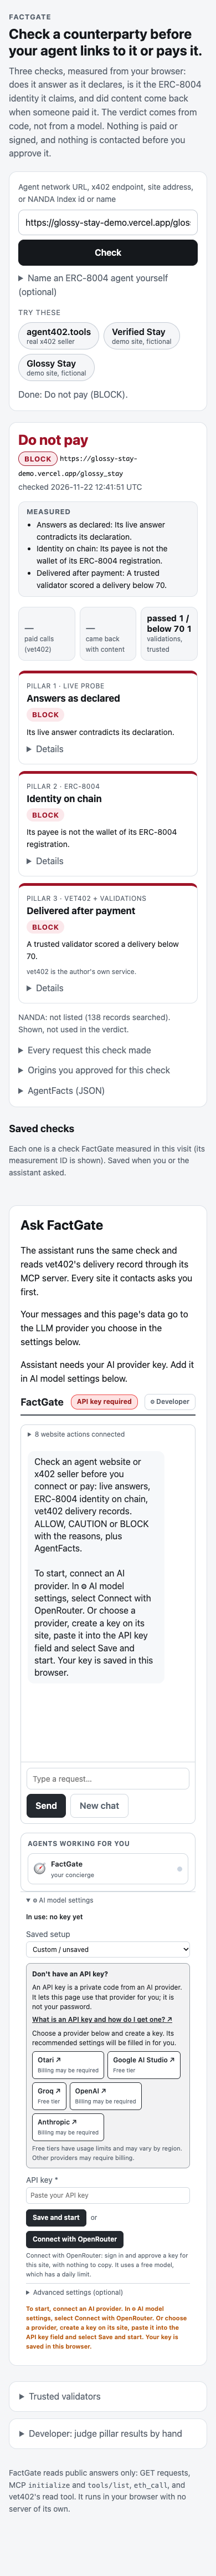 FACTGATE
Check a counterparty before
your agent links to it or pays it.
Three checks, measured from your browser:
does it answer as it declares, is it the ERC-8004
identity it claims, and did content come back
when someone paid it. The verdict comes from
code, not from a model. Nothing is paid or
signed, and nothing is contacted before you
approve it.
Agent network URL, x402 endpoint, site address,
or NANDA Index id or name
https://glossy-stay-demo.vercel.app/glos
Check
▶ Name an ERC-8004 agent yourself
(optional)
TRY THESE
agent402.tools
real x402 seller
Verified Stay
demo site, fictional
Glossy Stay
demo site, fictional
Done: Do not pay (BLOCK).
Do not pay
BLOCK https://glossy-stay-
demo.vercel.app/glossy_stay
checked 2026-11-22 12:41:51 UTC
MEASURED
• Answers as declared: Its live answer
contradicts its declaration.
• Identity on chain: Its payee is not the
wallet of its ERC-8004 registration.
• Delivered after payment: A trusted
validator scored a delivery below 70.
—
paid calls
(vet402)
—
came back
with content
passed 1 /
below 70 1
validations,
trusted
PILLAR 1 · LIVE PROBE
Answers as declared
BLOCK
Its live answer contradicts its declaration.
▶ Details
PILLAR 2 · ERC-8004
Identity on chain
BLOCK
Its payee is not the wallet of its ERC-8004
registration.
▶ Details
PILLAR 3 · VET402 + VALIDATIONS
Delivered after payment
BLOCK
A trusted validator scored a delivery below
70.
vet402 is the author's own service.
▶ Details
NANDA: not listed (138 records searched).
Shown, not used in the verdict.
▶ Every request this check made
▶ Origins you approved for this check
▶ AgentFacts (JSON)
Saved checks
Each one is a check FactGate measured in this visit (its
measurement ID is shown). Saved when you or the
assistant asked.
Ask FactGate
The assistant runs the same check and
reads vet402's delivery record through its
MCP server. Every site it contacts asks you
first.
Your messages and this page's data go to
the LLM provider you choose in the
settings below.
Assistant needs your AI provider key. Add it
in AI model settings below.
FactGate
API key required
⚙ Developer
▶ 8 website actions connected
Check an agent website or
x402 seller before you
connect or pay: live answers,
ERC-8004 identity on chain,
vet402 delivery records.
ALLOW, CAUTION or BLOCK
with the reasons, plus
AgentFacts.
To start, connect an AI
provider. In ⚙ AI model
settings, select Connect with
OpenRouter. Or choose a
provider, create a key on its
site, paste it into the API key
field and select Save and
start. Your key is saved in this
browser.
Type a request...
Send
New chat
AGENTS WORKING FOR YOU
FactGate
your concierge
▼ ⚙ AI model settings
In use: no key yet
Saved setup
Custom / unsaved
Don't have an API key?
An API key is a private code from an AI provider.
It lets this page use that provider for you; it is
not your password.
What is an API key and how do I get one? ↗
Choose a provider below and create a key. Its
recommended settings will be filled in for you.
Otari ↗
Billing may be required
Google AI Studio ↗
Free tier
Groq ↗
Free tier
OpenAI ↗
Billing may be required
Anthropic ↗
Billing may be required
Free tiers have usage limits and may vary by region.
Other providers may require billing.
API key *
Paste your API key
Save and start
or
Connect with OpenRouter
Connect with OpenRouter: sign in and approve a key for
this site, with nothing to copy. It uses a free model,
which has a daily limit.
▶ Advanced settings (optional)
To start, connect an AI provider. In ⚙ AI model
settings, select Connect with OpenRouter. Or choose
a provider, create a key on its site, paste it into the
API key field and select Save and start. Your key is
saved in this browser.
▶ Trusted validators
▶ Developer: judge pillar results by hand
FactGate reads public answers only: GET requests,
MCP initialize and tools/list, eth_call, and
vet402's read tool. It runs in your browser with no
server of its own.